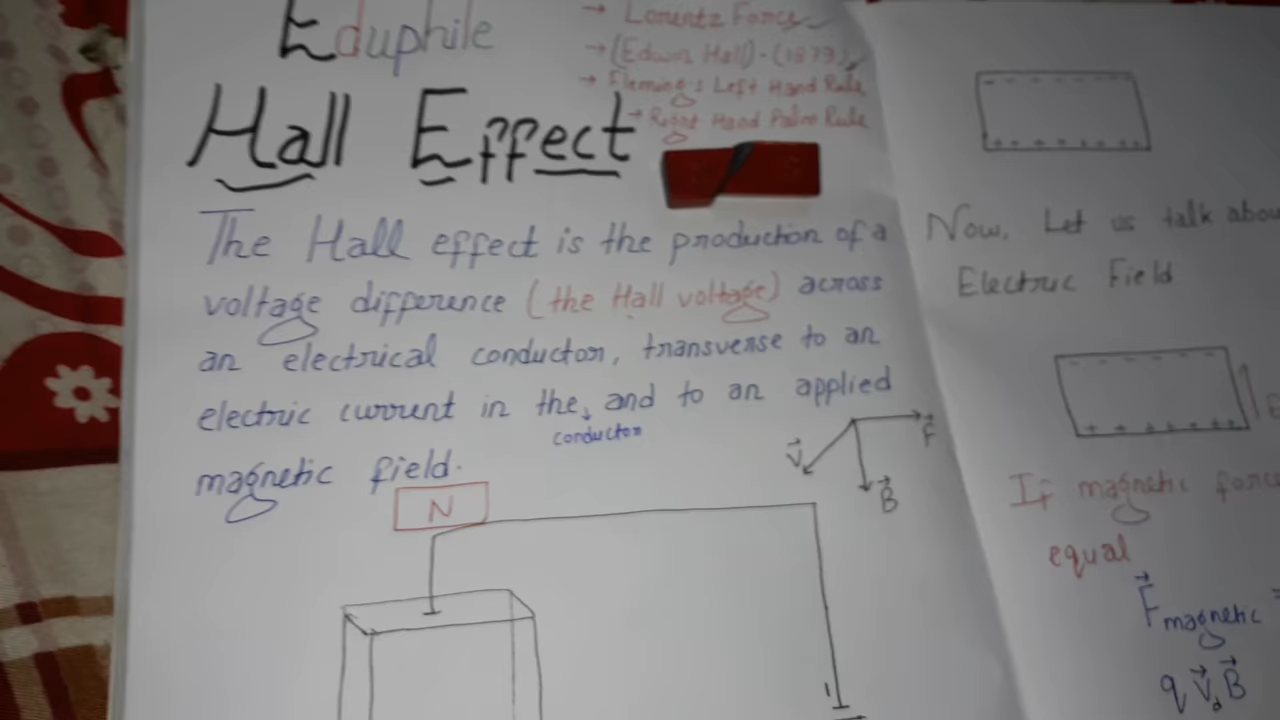 Eduphile
→ Lorentz Force
→ (Edwin Hall) - (1879)
→ Fleming's Left Hand Rule
→ Right Hand Palm Rule
Hall Effect
The Hall effect is the production of a
voltage difference (the Hall voltage) across
an electrical conductor, transverse to an
electric current in the, and to an applied
conductor
magnetic field.
V F B
N
Now, Let us talk
Electric Field
E
If magnetic force
equal
F magnetic =
q V d B